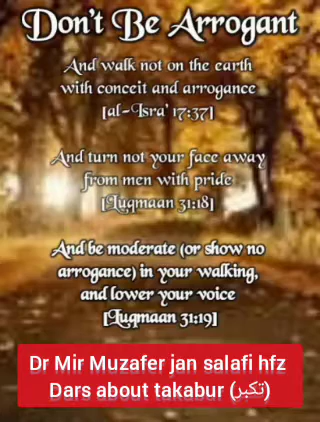 Don't Be Arrogant
And walk not on the earth
with conceit and arrogance
[al-Isra' 17:37]
And turn not your face away
from men with pride
[Luqmaan 31:18]
And be moderate (or show no
arrogance) in your walking,
and lower your voice
[Luqmaan 31:19]
Dr Mir Muzafer jan salafi hfz
Dars about takabur (تکبر)